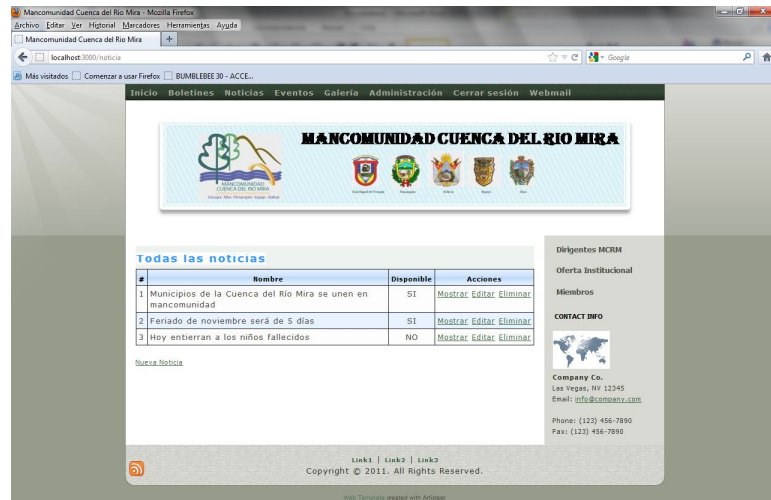 Mancomunidad Cuenca del Rio Mira - Mozilla Firefox
Archivo Editar Ver Historial Marcadores Herramientas Ayuda
Mancomunidad Cuenca del Rio Mira
localhost:3000/noticia
Google
Más visitados Comenzar a usar Firefox BUMBLEBEE 30 - ACCE...
Inicio Boletines Noticias Eventos Galería Administración Cerrar sesión Webmail
MANCOMUNIDAD CUENCA DEL RIO MIRA
MANCOMUNIDAD
CUENCA DEL RIO MIRA
Todas las noticias
# Nombre Disponible Acciones
1 Municipios de la Cuenca del Río Mira se unen en mancomunidad SI Mostrar Editar Eliminar
2 Feriado de noviembre será de 5 días SI Mostrar Editar Eliminar
3 Hoy entierran a los niños fallecidos NO Mostrar Editar Eliminar
Nueva Noticia
Dirigentes MCRM
Oferta Institucional
Miembros
CONTACT INFO
Company Co.
Las Vegas, NV 12345
Email: info@company.com
Phone: (123) 456-7890
Fax: (123) 456-7890
Link1 | Link2 | Link3
Copyright © 2011. All Rights Reserved.
Web Template created with Artisteer